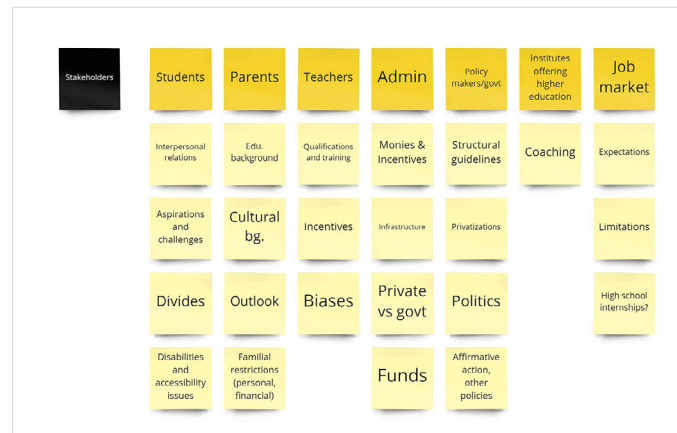 Stakeholders
Students
Parents
Teachers
Admin
Policy
makers/govt
Institutes
offering
higher
education
Job
market
Interpersonal
relations
Edu.
background
Qualifications
and training
Monies &
Incentives
Structural
guidelines
Coaching
Expectations
Aspirations
and
challenges
Cultural
bg.
Incentives
Infrastructure
Privatizations
Limitations
Divides
Outlook
Biases
Private
vs govt
Politics
High school
internships?
Disabilities
and
accessibility
issues
Familial
restrictions
(personal,
financial)
Funds
Affirmative
action,
other
policies